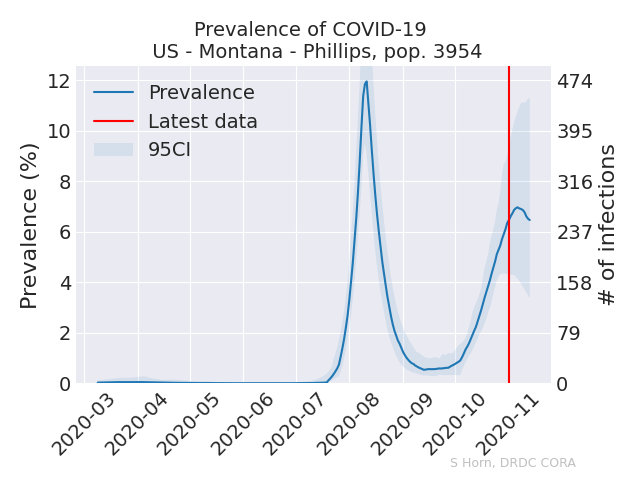 Prevalence of COVID-19
US - Montana - Phillips, pop. 3954
Prevalence
Latest data
95CI
Prevalence (%)
12
10
8
6
4
2
0
474
395
316
237
158
79
0
# of infections
2020-03
2020-04
2020-05
2020-06
2020-07
2020-08
2020-09
2020-10
2020-11
S Horn, DRDC CORA